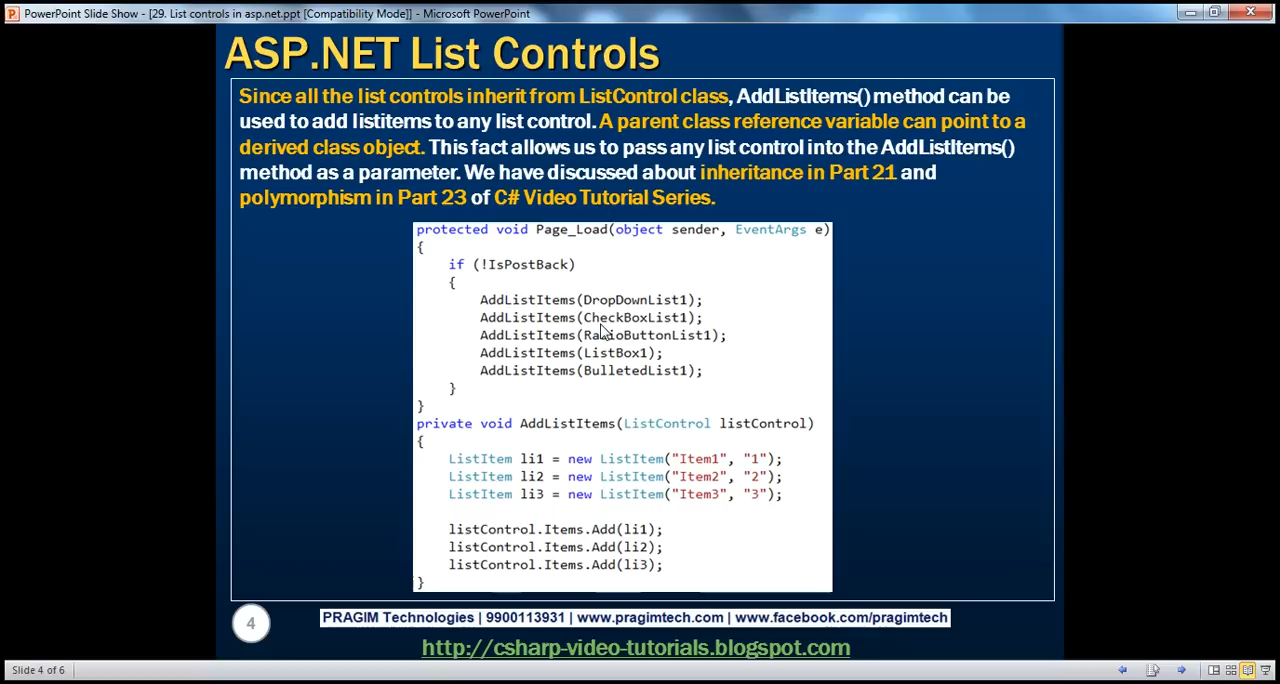 PowerPoint Slide Show - [29. List controls in asp.net.ppt [Compatibility Mode]] - Microsoft PowerPoint
ASP.NET List Controls
Since all the list controls inherit from ListControl class, AddListItems() method can be
used to add listitems to any list control. A parent class reference variable can point to a
derived class object. This fact allows us to pass any list control into the AddListItems()
method as a parameter. We have discussed about inheritance in Part 21 and
polymorphism in Part 23 of C# Video Tutorial Series.
protected void Page_Load(object sender, EventArgs e)
{
if (!IsPostBack)
{
AddListItems(DropDownList1);
AddListItems(CheckBoxList1);
AddListItems(RadioButtonList1);
AddListItems(ListBox1);
AddListItems(BulletedList1);
}
}
private void AddListItems(ListControl listControl)
{
ListItem li1 = new ListItem("Item1", "1");
ListItem li2 = new ListItem("Item2", "2");
ListItem li3 = new ListItem("Item3", "3");
listControl.Items.Add(li1);
listControl.Items.Add(li2);
listControl.Items.Add(li3);
}
4
PRAGIM Technologies | 9900113931 | www.pragimtech.com | www.facebook.com/pragimtech
http://csharp-video-tutorials.blogspot.com
Slide 4 of 6